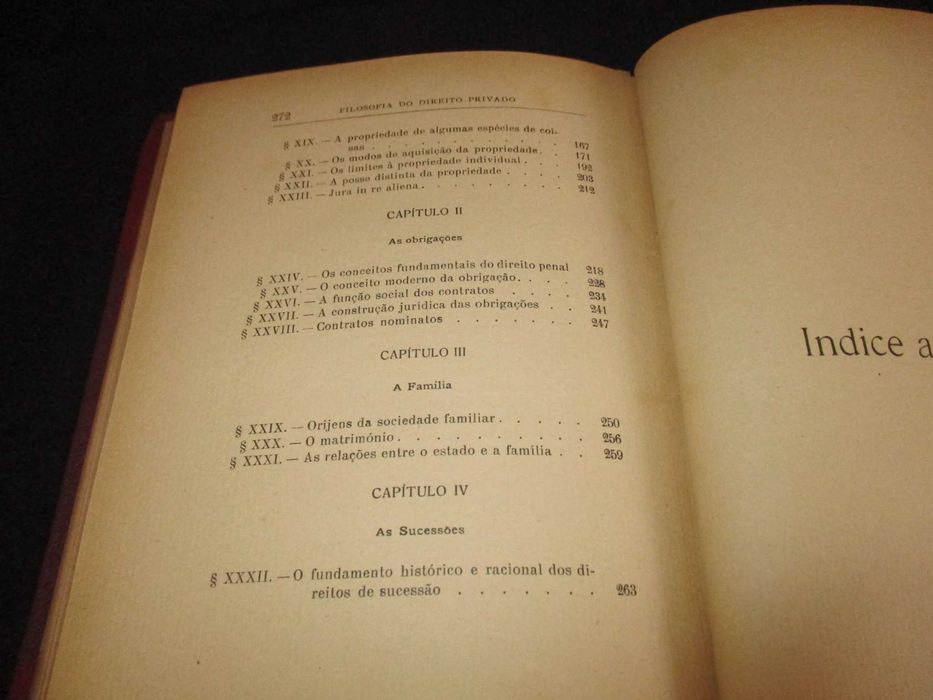 272 FILOSOFIA DO DIREITO PRIVADO
§ XIX. — A propriedade de algumas espécies de coi-
sas . . . . . . . . . . 167
§ XX. — Os modos de aquisição da propriedade. . 171
§ XXI. — Os limites à propriedade individual . . . 192
§ XXII. — A posse distinta da propriedade . . . . 203
§ XXIII. — Jura in re aliena . . . . . . . . 212
CAPÍTULO II
As obrigações
§ XXIV. — Os conceitos fundamentais do direito penal 218
§ XXV. — O conceito moderno da obrigação. . . . 228
§ XXVI. — A função social dos contratos . . . . 234
§ XXVII. — A construção juridica das obrigações . . 241
§ XXVIII. — Contratos nominatos . . . . . . . 247
CAPÍTULO III
A Família
§ XXIX. — Orijens da sociedade familiar . . . . . 250
§ XXX. — O matrimónio . . . . . . . . . . 256
§ XXXI. — As relações entre o estado e a família . . 259
CAPÍTULO IV
As Sucessões
§ XXXII. — O fundamento histórico e racional dos di-
reitos de sucessão . . . . . . . 263
Indice a